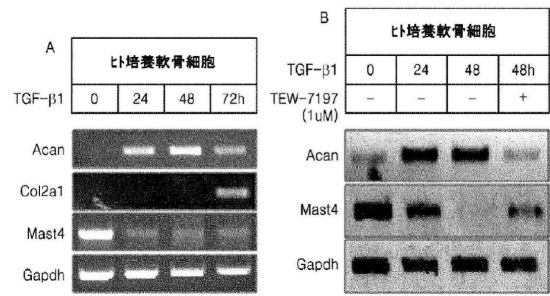 A
ヒト培養軟骨細胞
TGF-β1 0 24 48 72h
Acan
Col2a1
Mast4
Gapdh
B
ヒト培養軟骨細胞
TGF-β1 0 24 48 48h
TEW-7197 - - - +
(1uM)
Acan
Mast4
Gapdh